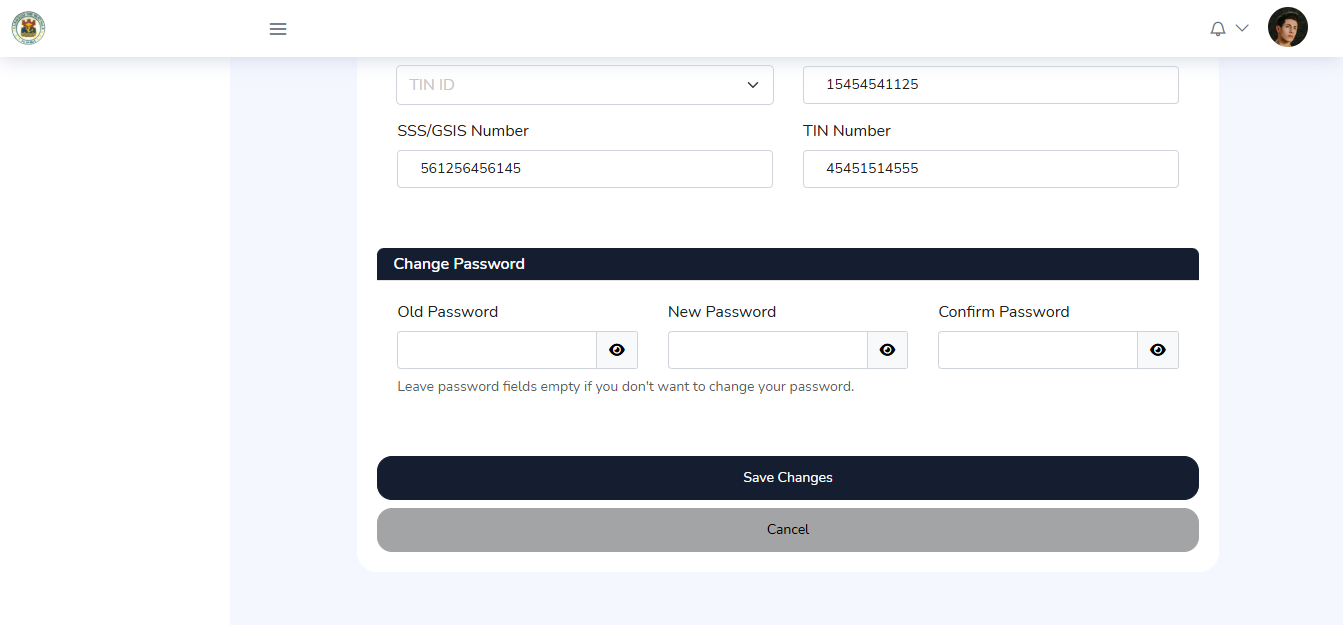 TIN ID
15454541125
SSS/GSIS Number
TIN Number
561256456145
45451514555
Change Password
Old Password
New Password
Confirm Password
Leave password fields empty if you don't want to change your password.
Save Changes
Cancel